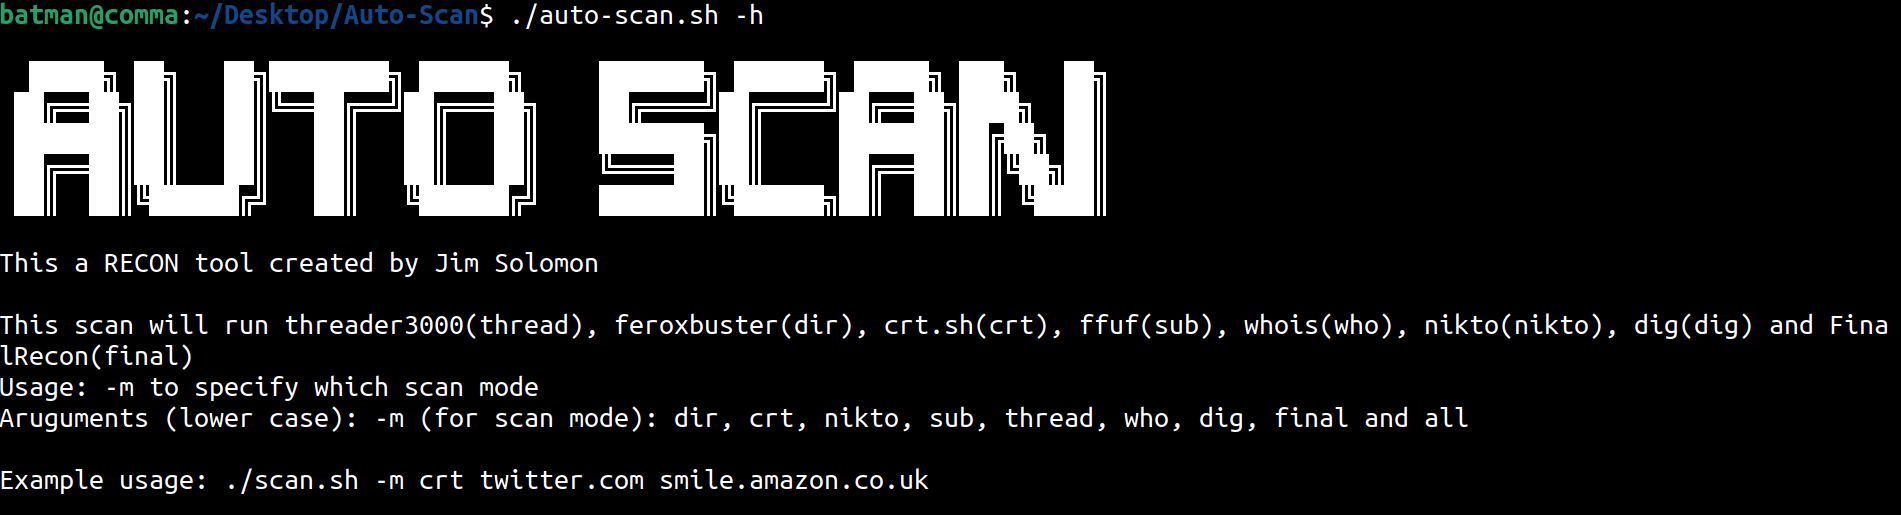 batman@comma:~/Desktop/Auto-Scan$ ./auto-scan.sh -h
AUTO SCAN
This a RECON tool created by Jim Solomon
This scan will run threader3000(thread), feroxbuster(dir), crt.sh(crt), ffuf(sub), whois(who), nikto(nikto), dig(dig) and Fina
lRecon(final)
Usage: -m to specify which scan mode
Aruguments (lower case): -m (for scan mode): dir, crt, nikto, sub, thread, who, dig, final and all
Example usage: ./scan.sh -m crt twitter.com smile.amazon.co.uk